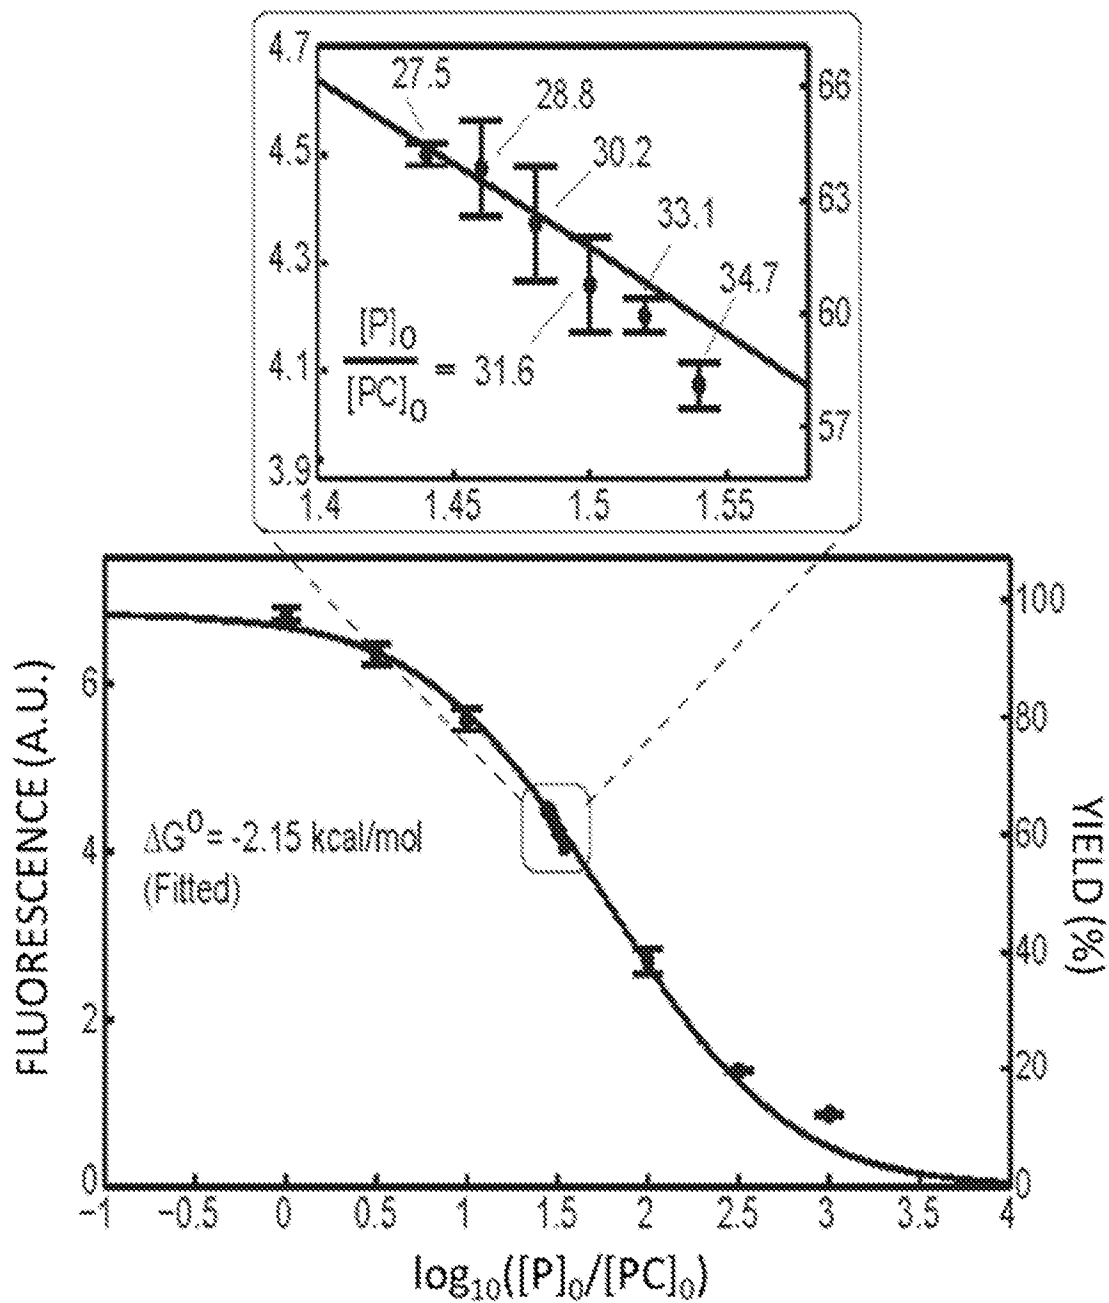 4.7
4.5
4.3
4.1
3.9
27.5
28.8
30.2
33.1
34.7
[P]0
[PC]0
= 31.6
66
63
60
57
1.4 1.45 1.5 1.55
FLUORESCENCE (A.U.)
6
4
2
0
ΔG⁰ = -2.15 kcal/mol
(Fitted)
100
80
60
40
20
0
YIELD (%)
−1 −0.5 0 0.5 1 1.5 2 2.5 3 3.5 4
log10([P]0/[PC]0)